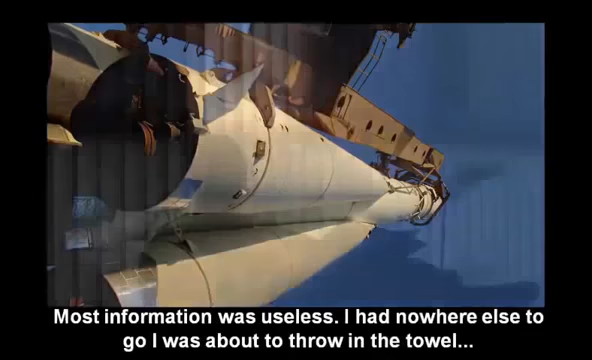 Most information was useless. I had nowhere else to
go I was about to throw in the towel...